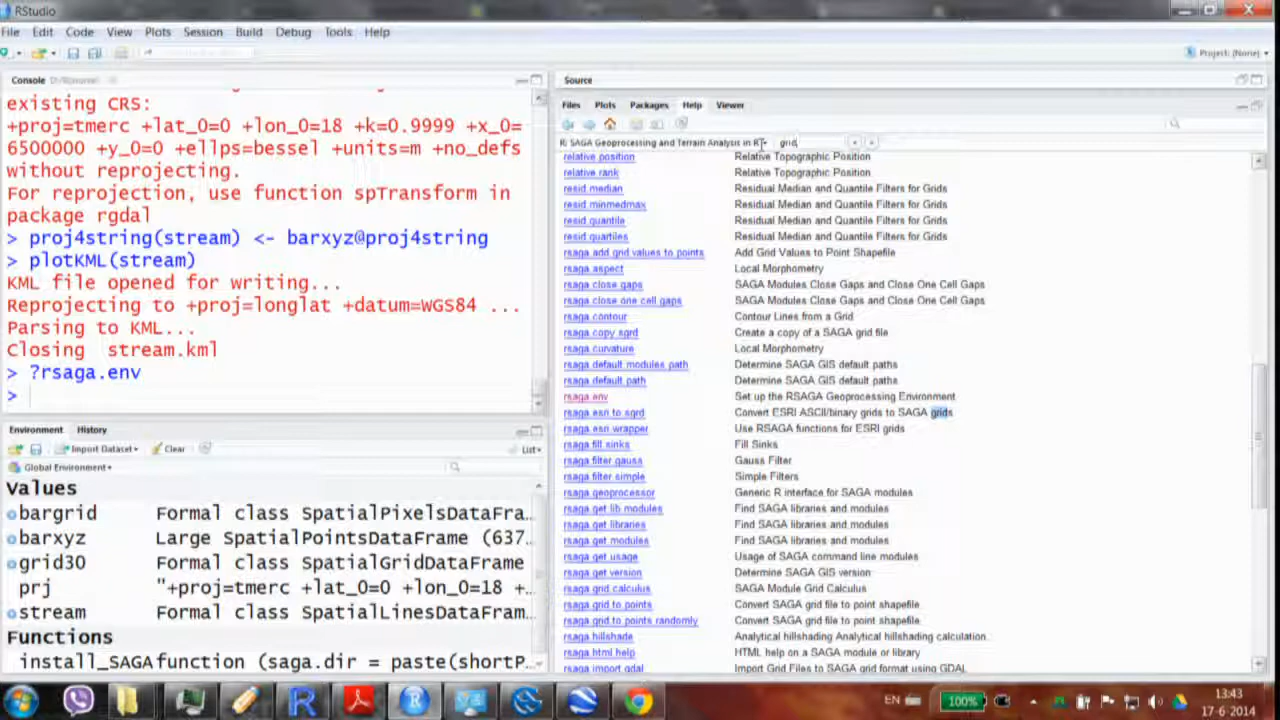 RStudio
File Edit Code View Plots Session Build Debug Tools Help
Project: (None)
Console
existing CRS:
+proj=tmerc +lat_0=0 +lon_0=18 +k=0.9999 +x_0=
6500000 +y_0=0 +ellps=bessel +units=m +no_defs
without reprojecting.
For reprojection, use function spTransform in
package rgdal
> proj4string(stream) <- barxyz@proj4string
> plotKML(stream)
KML file opened for writing...
Reprojecting to +proj=longlat +datum=WGS84 ...
Parsing to KML...
Closing stream.kml
> ?rsaga.env
>
Environment History
Import Dataset Clear List
Global Environment
Values
bargrid Formal class SpatialPixelsDataFra...
barxyz Large SpatialPointsDataFrame (637...
grid30 Formal class SpatialGridDataFrame
prj "+proj=tmerc +lat_0=0 +lon_0=18 +...
stream Formal class SpatialLinesDataFram...
Functions
install_SAGA function (saga.dir = paste(shortP...
Source
Files Plots Packages Help Viewer
R: SAGA Geoprocessing and Terrain Analysis in R grid
relative position Relative Topographic Position
relative rank Relative Topographic Position
resid median Residual Median and Quantile Filters for Grids
resid minmedmax Residual Median and Quantile Filters for Grids
resid quantile Residual Median and Quantile Filters for Grids
resid quartiles Residual Median and Quantile Filters for Grids
rsaga add grid values to points Add Grid Values to Point Shapefile
rsaga aspect Local Morphometry
rsaga close gaps SAGA Modules Close Gaps and Close One Cell Gaps
rsaga close one cell gaps SAGA Modules Close Gaps and Close One Cell Gaps
rsaga contour Contour Lines from a Grid
rsaga copy sgrd Create a copy of a SAGA grid file
rsaga curvature Local Morphometry
rsaga default modules path Determine SAGA GIS default paths
rsaga default path Determine SAGA GIS default paths
rsaga env Set up the RSAGA Geoprocessing Environment
rsaga esri to sgrd Convert ESRI ASCII/binary grids to SAGA grids
rsaga esri wrapper Use RSAGA functions for ESRI grids
rsaga fill sinks Fill Sinks
rsaga filter gauss Gauss Filter
rsaga filter simple Simple Filters
rsaga geoprocessor Generic R interface for SAGA modules
rsaga get lib modules Find SAGA libraries and modules
rsaga get libraries Find SAGA libraries and modules
rsaga get modules Find SAGA libraries and modules
rsaga get usage Usage of SAGA command line modules
rsaga get version Determine SAGA GIS version
rsaga grid calculus SAGA Module Grid Calculus
rsaga grid to points Convert SAGA grid file to point shapefile
rsaga grid to points randomly Convert SAGA grid file to point shapefile
rsaga hillshade Analytical hillshading Analytical hillshading calculation.
rsaga html help HTML help on a SAGA module or library
rsaga import gdal Import Grid Files to SAGA grid format using GDAL
EN 100% 13:43
17-6-2014